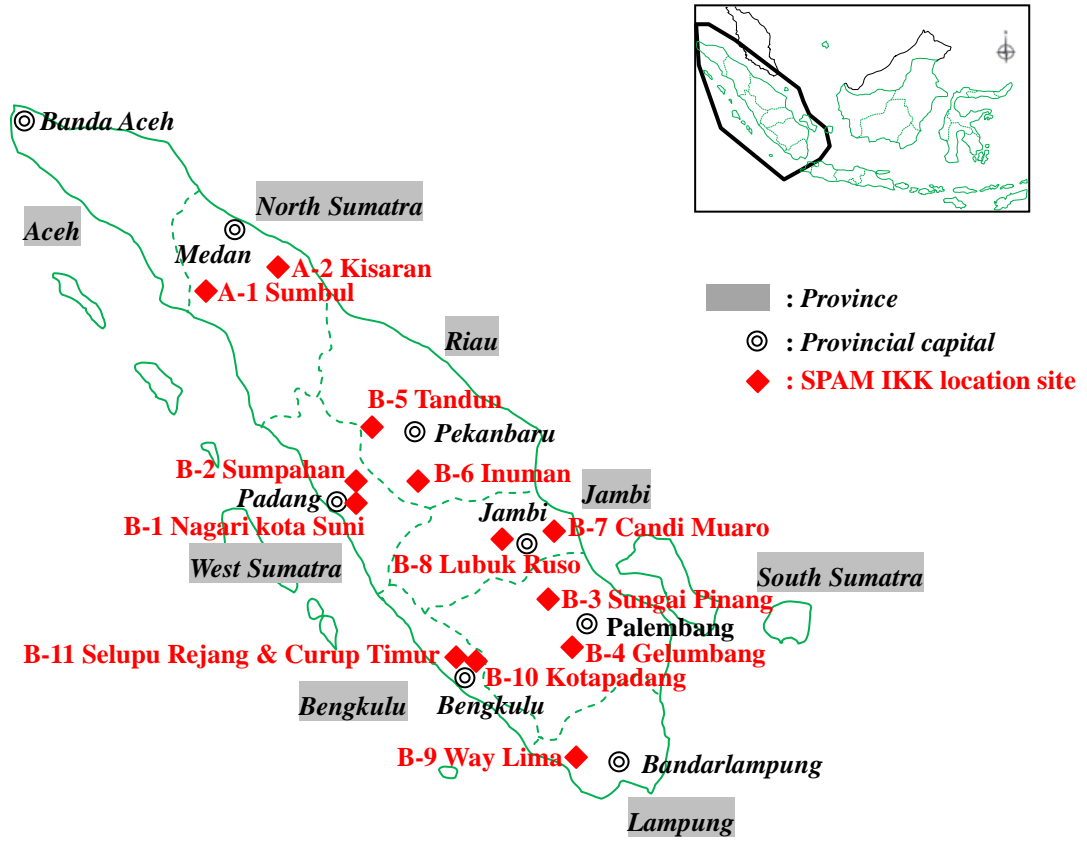 Banda Aceh
North Sumatra
Aceh
Medan
A-2 Kisaran
A-1 Sumbul
: Province
Riau
: Provincial capital
: SPAM IKK location site
B-5 Tandun
Pekanbaru
B-2 Sumpahan
B-6 Inuman
Jambi
Padang
Jambi
B-1 Nagari kota Suni
B-7 Candi Muaro
West Sumatra
B-8 Lubuk Ruso
South Sumatra
B-3 Sungai Pinang
Palembang
B-11 Selupu Rejang & Curup Timur
B-4 Gelumbang
B-10 Kotapadang
Bengkulu
Bengkulu
B-9 Way Lima
Bandarlampung
Lampung